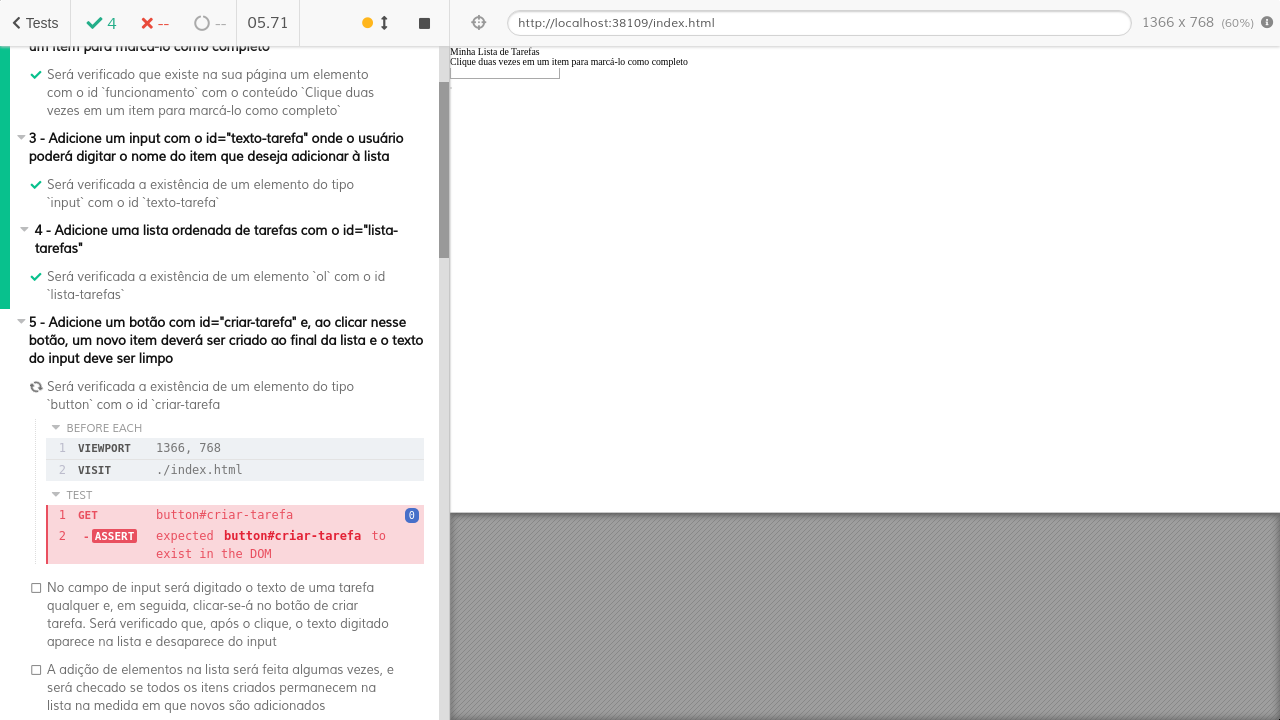 Tests
4
--
--
05.71
http://localhost:38109/index.html
1366 x 768 (60%)
um item para marcá-lo como completo
Será verificado que existe na sua página um elemento
com o id `funcionamento` com o conteúdo `Clique duas
vezes em um item para marcá-lo como completo`
3 - Adicione um input com o id="texto-tarefa" onde o usuário
poderá digitar o nome do item que deseja adicionar à lista
Será verificada a existência de um elemento do tipo
`input` com o id `texto-tarefa`
4 - Adicione uma lista ordenada de tarefas com o id="lista-
tarefas"
Será verificada a existência de um elemento `ol` com o id
`lista-tarefas`
5 - Adicione um botão com id="criar-tarefa" e, ao clicar nesse
botão, um novo item deverá ser criado ao final da lista e o texto
do input deve ser limpo
Será verificada a existência de um elemento do tipo
`button` com o id `criar-tarefa
BEFORE EACH
1 VIEWPORT 1366, 768
2 VISIT ./index.html
TEST
1 GET button#criar-tarefa 0
2 -ASSERT expected button#criar-tarefa to
exist in the DOM
No campo de input será digitado o texto de uma tarefa
qualquer e, em seguida, clicar-se-á no botão de criar
tarefa. Será verificado que, após o clique, o texto digitado
aparece na lista e desaparece do input
A adição de elementos na lista será feita algumas vezes, e
será checado se todos os itens criados permanecem na
lista na medida em que novos são adicionados
Minha Lista de Tarefas
Clique duas vezes em um item para marcá-lo como completo